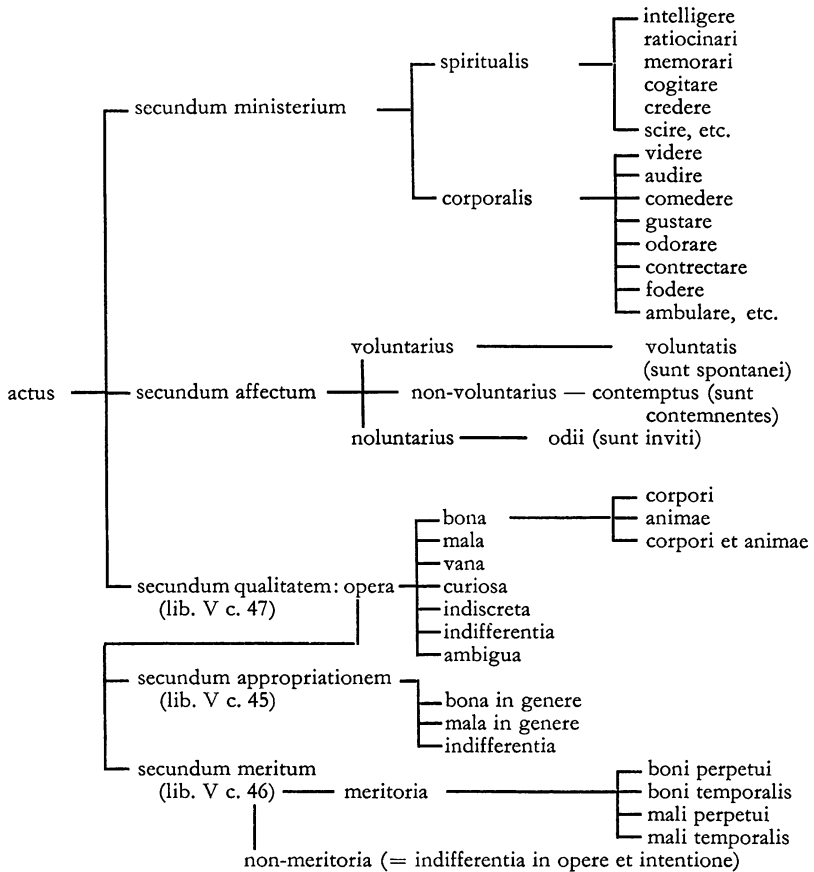 intelligere
ratiocinari
spiritualis
memorari
cogitare
secundum ministerium
credere
scire, etc.
videre
audire
corporalis
comedere
gustare
odorare
contrectare
fodere
ambulare, etc.
voluntarius
voluntatis
(sunt spontanei)
actus
secundum affectum
non-voluntarius — contemptus (sunt
contemnentes)
noluntarius
odii (sunt inviti)
corpori
bona
animae
mala
corpori et animae
vana
secundum qualitatem: opera
curiosa
(lib. V c. 47)
indiscreta
indifferentia
ambigua
secundum appropriationem
(lib. V c. 45)
bona in genere
mala in genere
indifferentia
secundum meritum
boni perpetui
(lib. V c. 46)
meritoria
boni temporalis
mali perpetui
mali temporalis
non-meritoria (= indifferentia in opere et intentione)